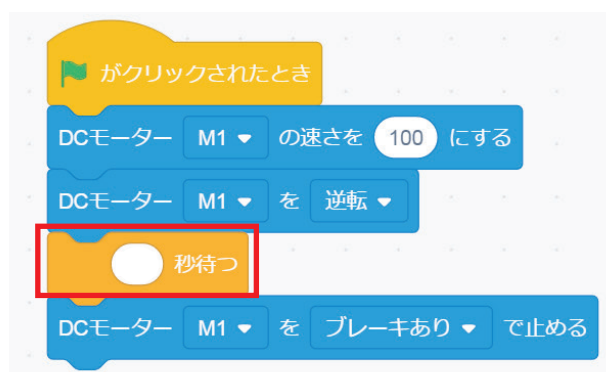 がクリックされたとき
DCモーター M1 の速さを 100 にする
DCモーター M1 を 逆転
秒待つ
DCモーター M1 を ブレーキあり で止める